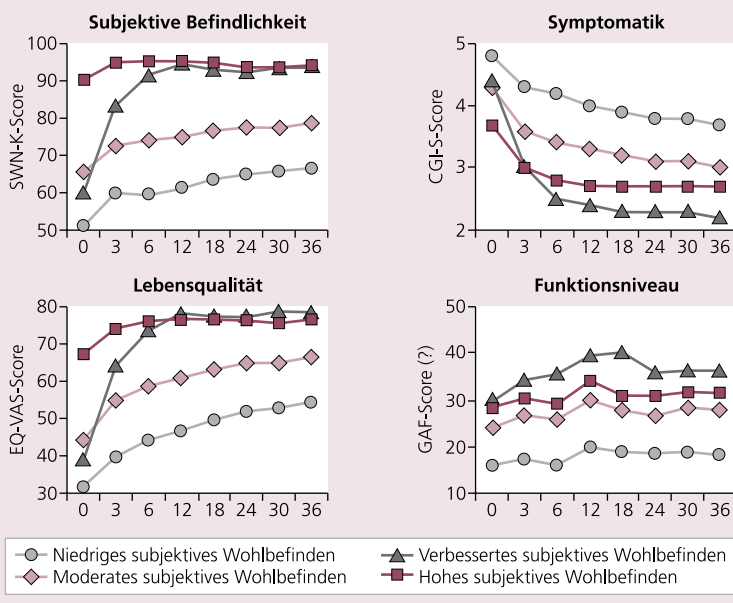 Subjektive Befindlichkeit
SWN-K-Score
100
90
80
70
60
50
0 3 6 12 18 24 30 36
Symptomatik
CGI-S-Score
5
4
3
2
0 3 6 12 18 24 30 36
Lebensqualität
EQ-VAS-Score
80
70
60
50
40
30
0 3 6 12 18 24 30 36
Funktionsniveau
GAF-Score (?)
50
40
30
20
10
0 3 6 12 18 24 30 36
Niedriges subjektives Wohlbefinden
Moderates subjektives Wohlbefinden
Verbessertes subjektives Wohlbefinden
Hohes subjektives Wohlbefinden